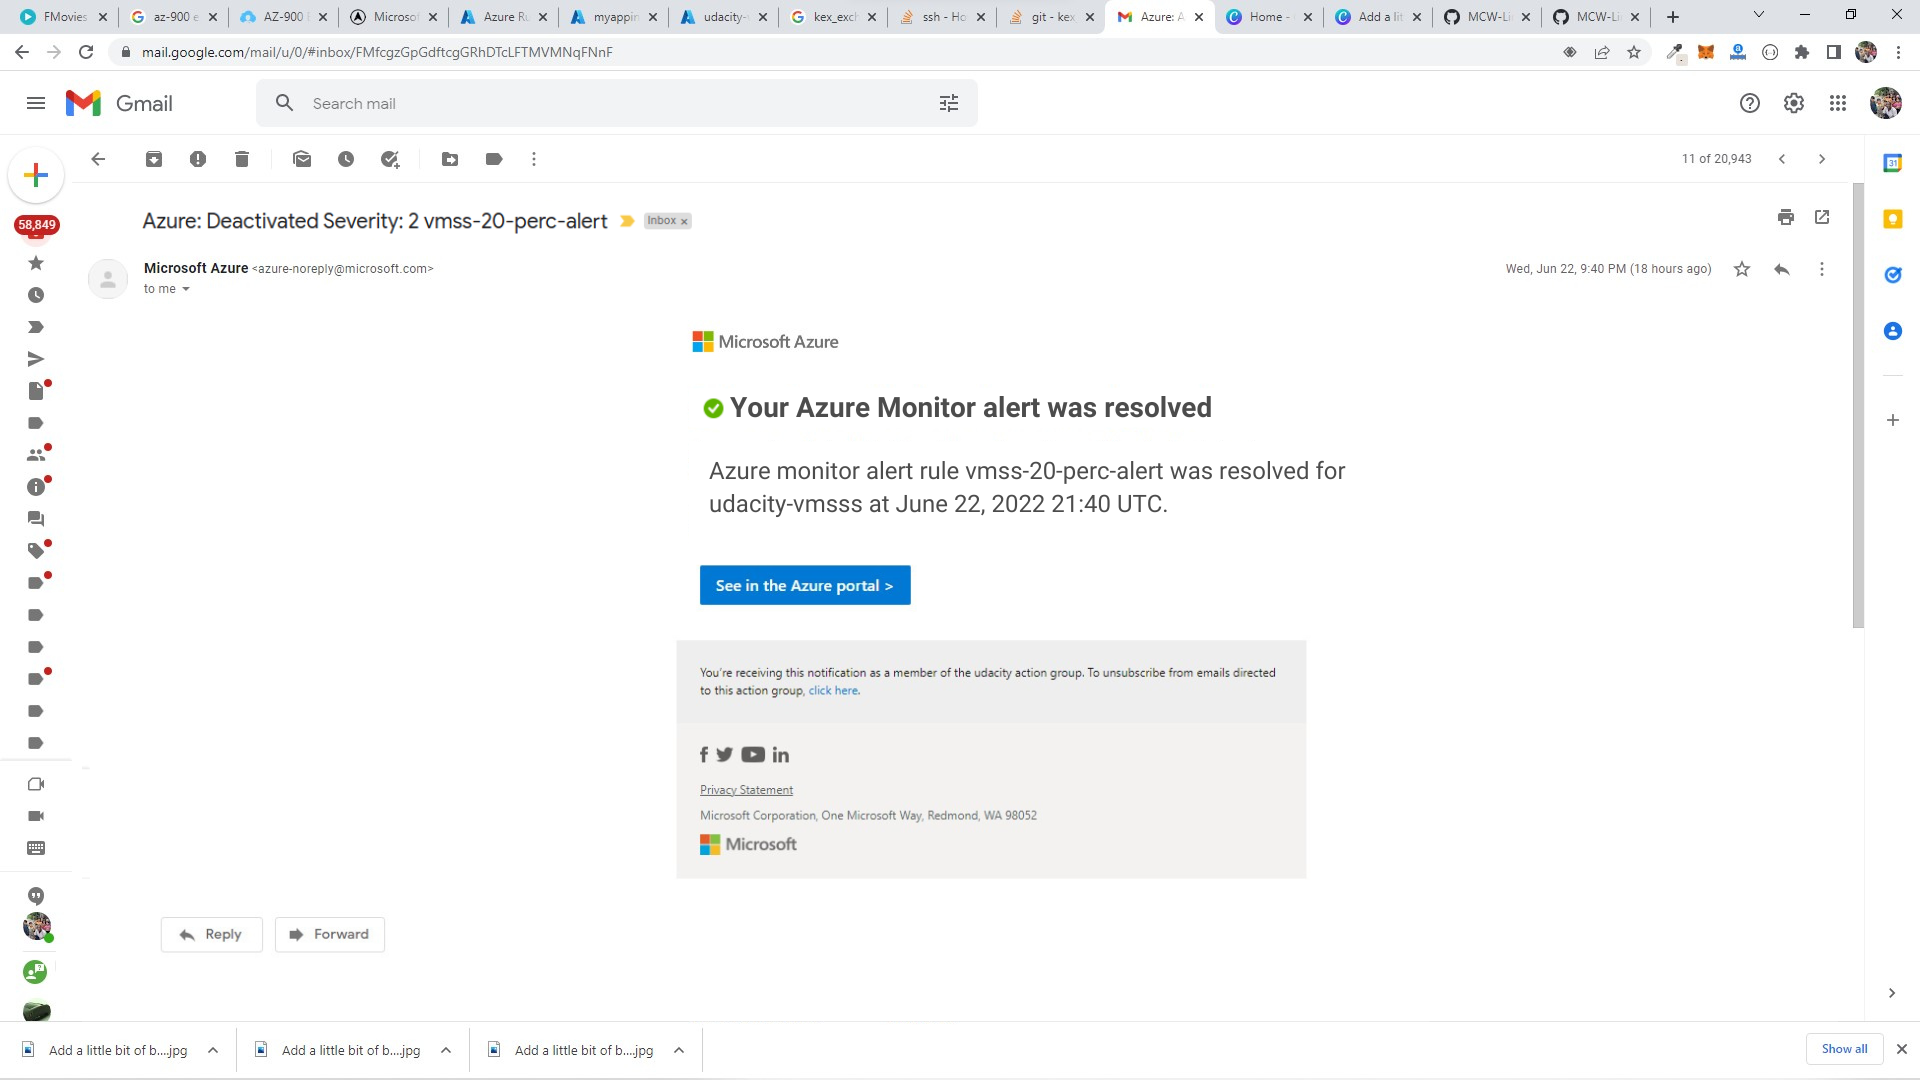 FMovies
az-900 e
AZ-900 E
Microsof
Azure Ru
myappin
udacity-
kex_exch
ssh - Ho
git - kex
Azure: A
Home -
Add a lit
MCW-Li
MCW-Li
mail.google.com/mail/u/0/#inbox/FMfcgzGpGdftcgGRhDTcLFTMVMNqFNnF
Gmail
Search mail
11 of 20,943
31
58,849
Azure: Deactivated Severity: 2 vmss-20-perc-alert
Inbox x
Microsoft Azure <azure-noreply@microsoft.com>
Wed, Jun 22, 9:40 PM (18 hours ago)
to me
Microsoft Azure
Your Azure Monitor alert was resolved
Azure monitor alert rule vmss-20-perc-alert was resolved for
udacity-vmsss at June 22, 2022 21:40 UTC.
See in the Azure portal >
You're receiving this notification as a member of the udacity action group. To unsubscribe from emails directed
to this action group, click here.
Privacy Statement
Microsoft Corporation, One Microsoft Way, Redmond, WA 98052
Microsoft
Reply
Forward
Add a little bit of b....jpg
Add a little bit of b....jpg
Add a little bit of b....jpg
Show all